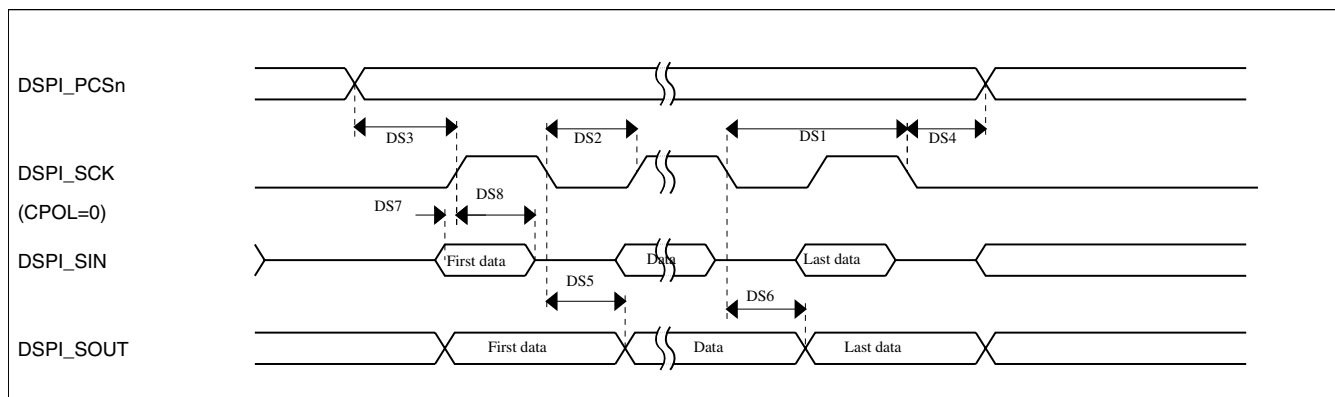 DSPI_PCSn
DS3
DS2
DS1
DS4
DSPI_SCK
DS7
DS8
(CPOL=0)
DSPI_SIN
First data
Data
Last data
DS5
DS6
DSPI_SOUT
First data
Data
Last data